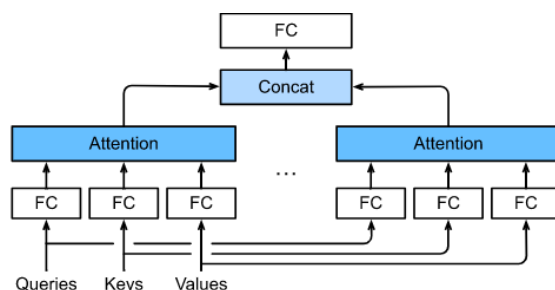 FC
Concat
Attention
Attention
...
FC FC FC FC FC FC
Queries Keys Values